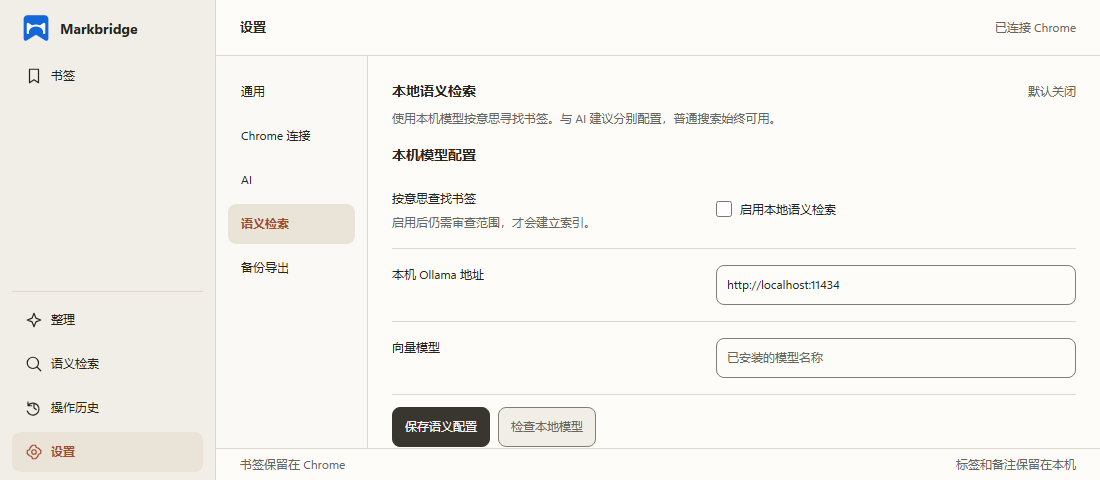 Markbridge
书签
整理
语义检索
操作历史
设置
设置
已连接 Chrome
通用
Chrome 连接
AI
语义检索
备份导出
本地语义检索
默认关闭
使用本机模型按意思寻找书签。与 AI 建议分别配置，普通搜索始终可用。
本机模型配置
按意思查找书签
启用后仍需审查范围，才会建立索引。
启用本地语义检索
本机 Ollama 地址
http://localhost:11434
向量模型
已安装的模型名称
保存语义配置
检查本地模型
书签保留在 Chrome
标签和备注保留在本机